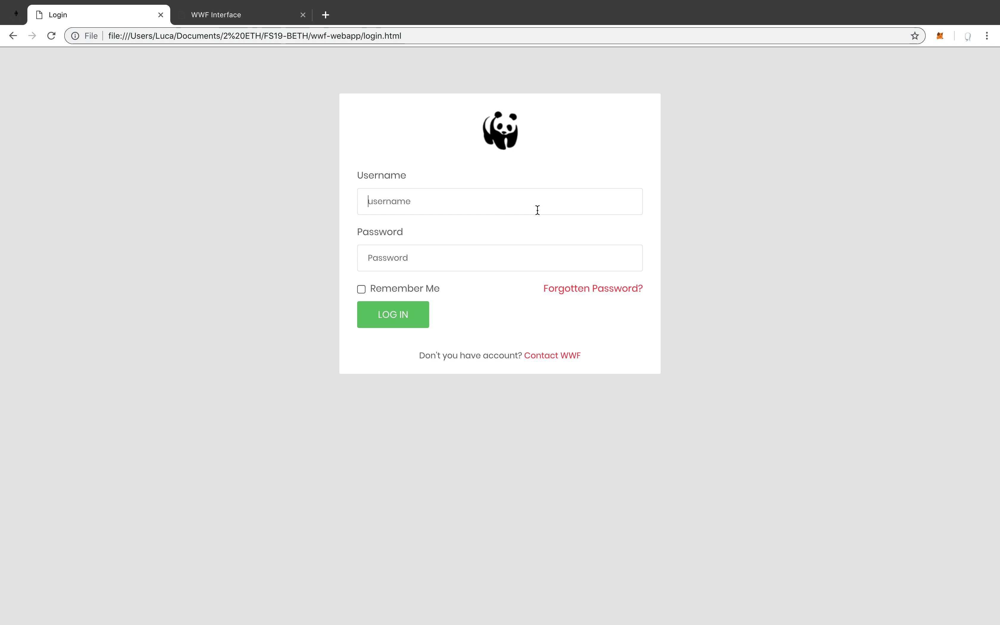 Login
WWF Interface
File
file:///Users/Luca/Documents/2%20ETH/FS19-BETH/wwf-webapp/login.html
Username
username
Password
Password
Remember Me Forgotten Password?
LOG IN
Don't you have account? Contact WWF